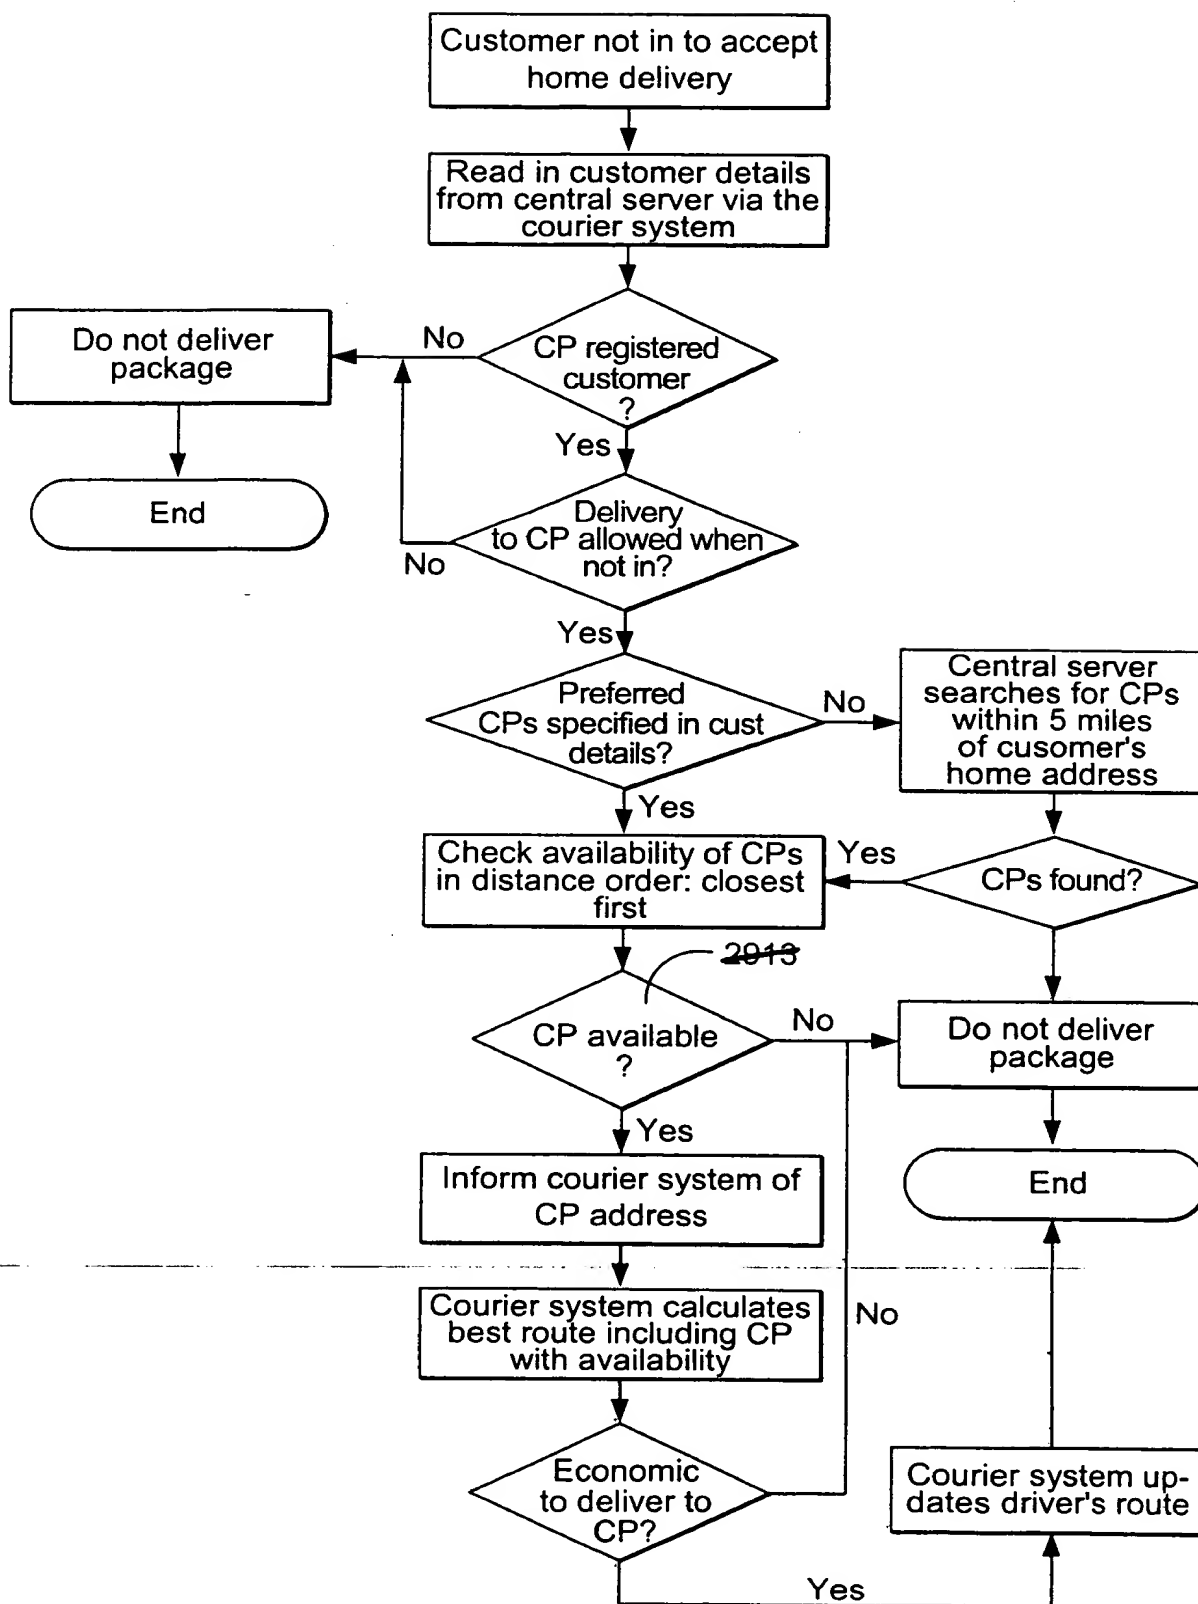 Customer not in to accept
home delivery
Read in customer details
from central server via the
courier system
Do not deliver
package
No
CP registered
customer
?
Yes
End
Delivery
to CP allowed when
not in?
No
Yes
Preferred
CPs specified in cust
details?
No
Central server
searches for CPs
within 5 miles
of cusomer's
home address
Yes
Check availability of CPs
in distance order: closest
first
Yes
CPs found?
2913
CP available
?
No
Do not deliver
package
Yes
Inform courier system of
CP address
End
Courier system calculates
best route including CP
with availability
No
Economic
to deliver to
CP?
Courier system up-
dates driver's route
Yes